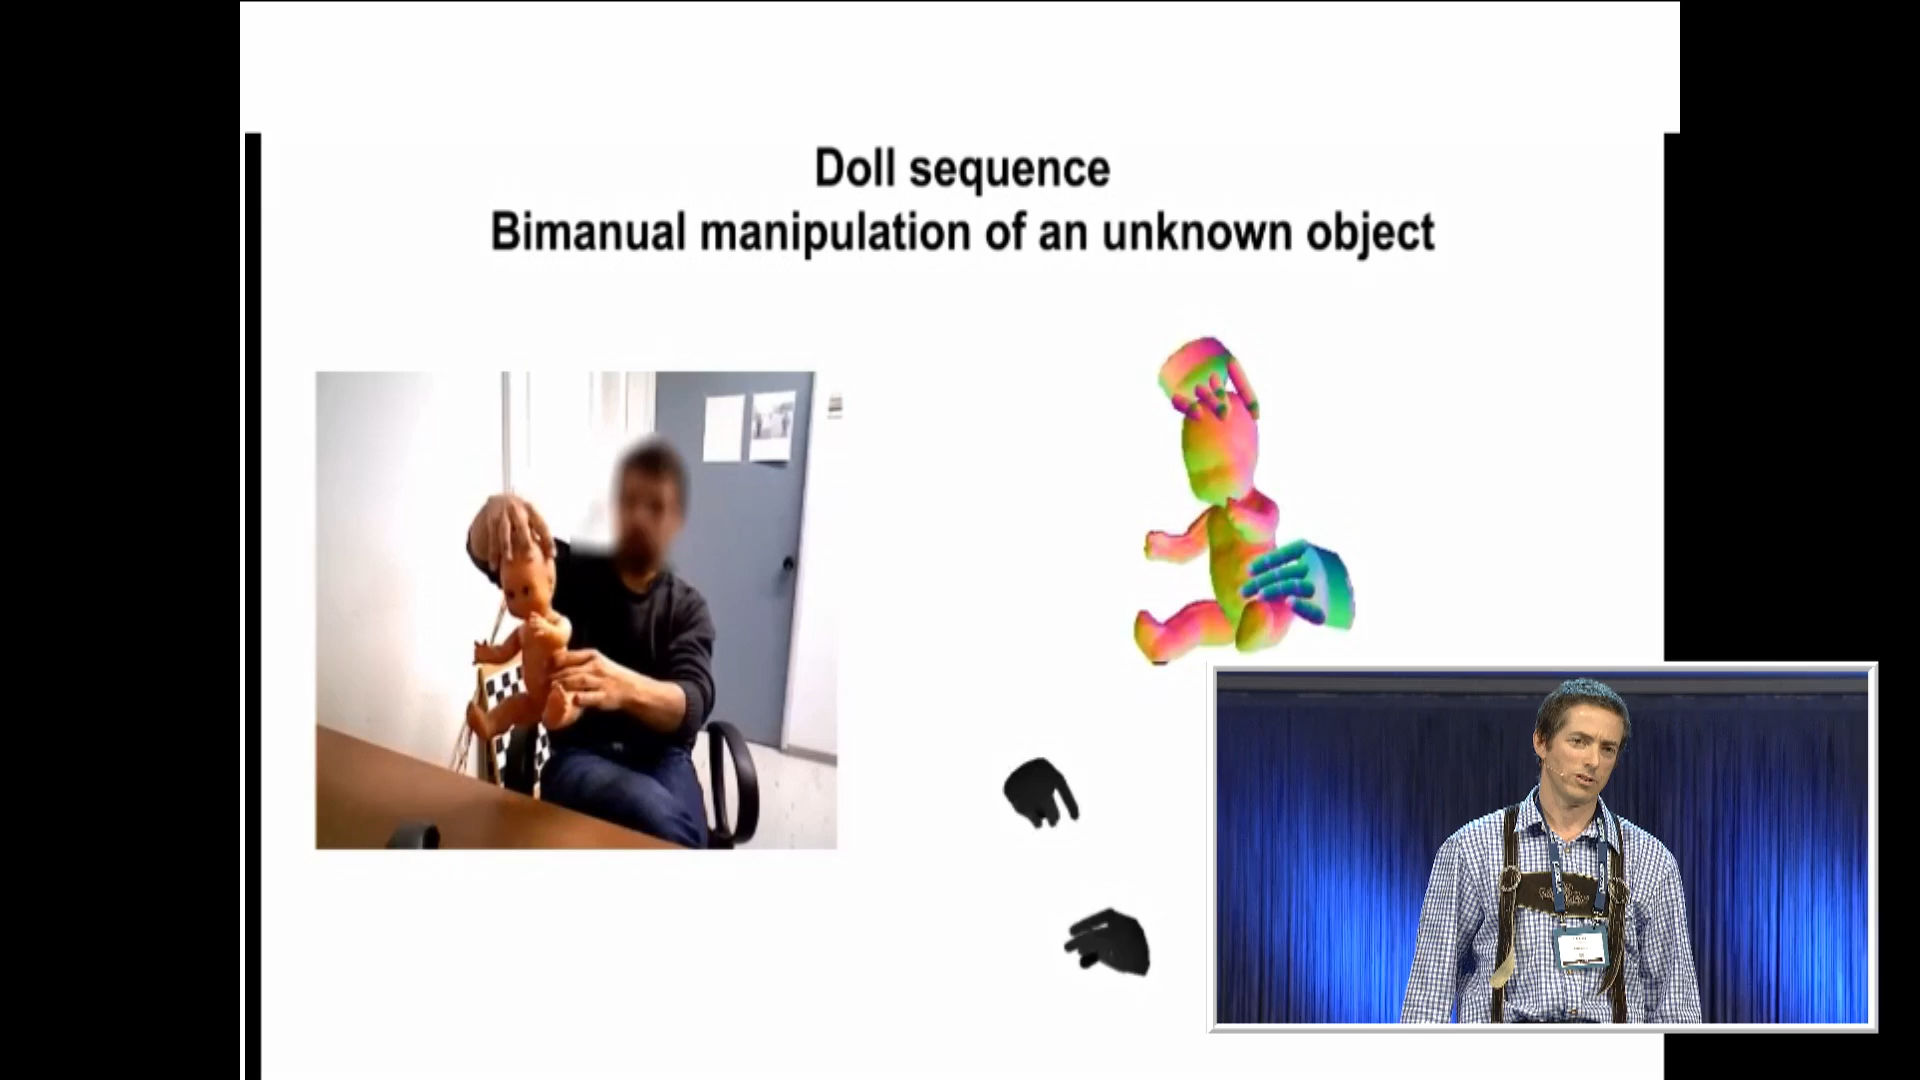 Doll sequence
Bimanual manipulation of an unknown object